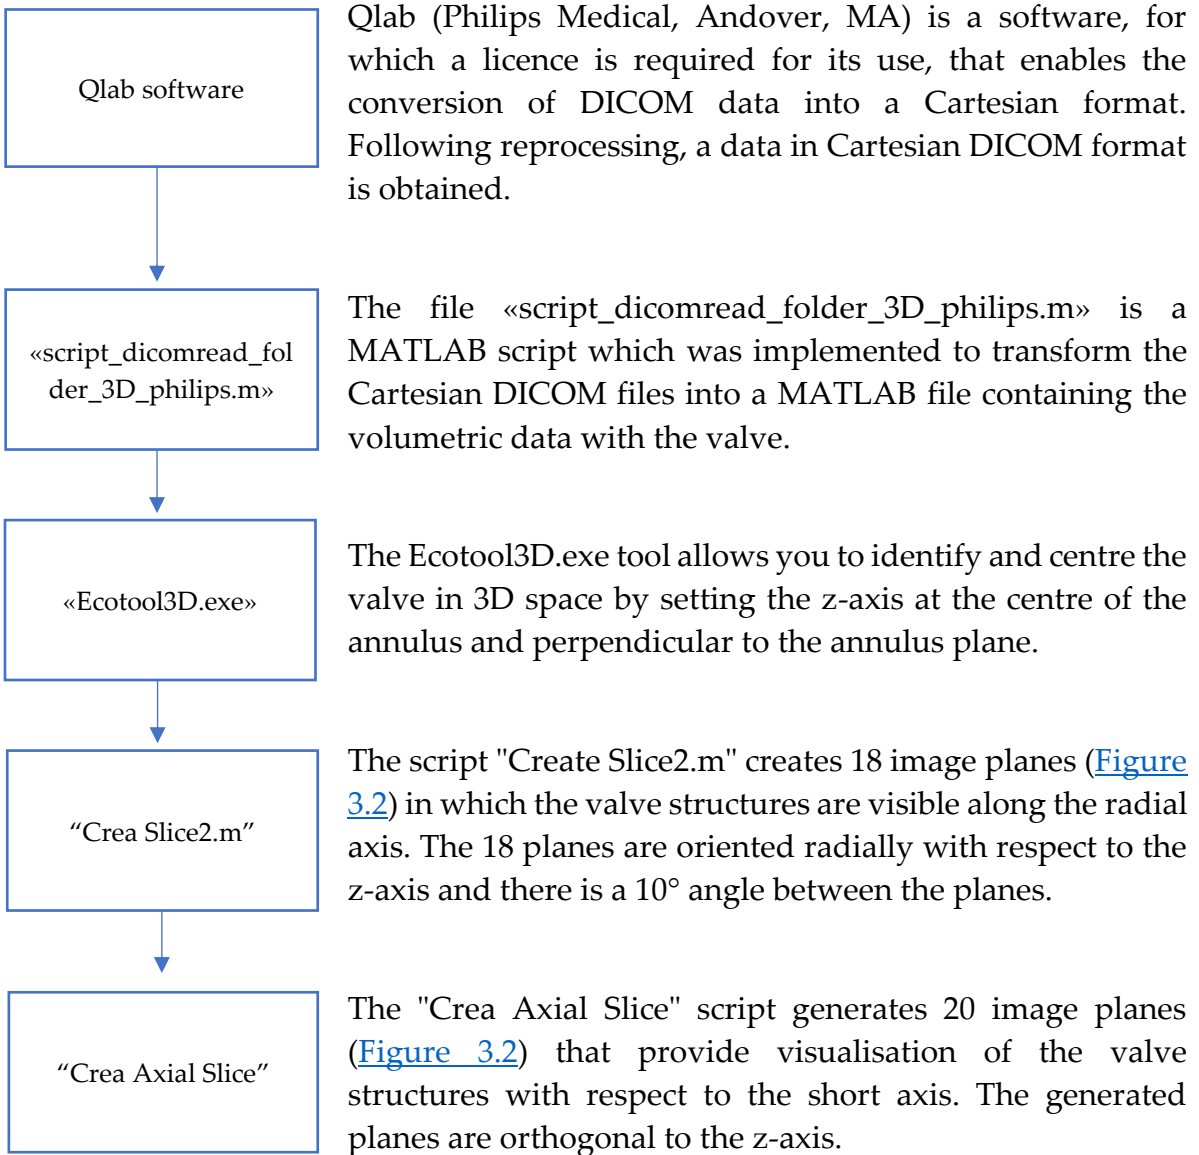 Qlab software
Qlab (Philips Medical, Andover, MA) is a software, for
which a licence is required for its use, that enables the
conversion of DICOM data into a Cartesian format.
Following reprocessing, a data in Cartesian DICOM format
is obtained.
«script_dicomread_fol
der_3D_philips.m»
The file «script_dicomread_folder_3D_philips.m» is a
MATLAB script which was implemented to transform the
Cartesian DICOM files into a MATLAB file containing the
volumetric data with the valve.
«Ecotool3D.exe»
The Ecotool3D.exe tool allows you to identify and centre the
valve in 3D space by setting the z-axis at the centre of the
annulus and perpendicular to the annulus plane.
“Crea Slice2.m”
The script "Create Slice2.m" creates 18 image planes (Figure
3.2) in which the valve structures are visible along the radial
axis. The 18 planes are oriented radially with respect to the
z-axis and there is a 10° angle between the planes.
“Crea Axial Slice”
The "Crea Axial Slice" script generates 20 image planes
(Figure 3.2) that provide visualisation of the valve
structures with respect to the short axis. The generated
planes are orthogonal to the z-axis.